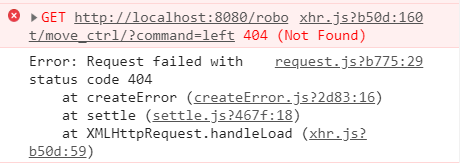 GET http://localhost:8080/robo xhr.js?b50d:160
t/move_ctrl/?command=left 404 (Not Found)
Error: Request failed with request.js?b775:29
status code 404
at createError (createError.js?2d83:16)
at settle (settle.js?467f:18)
at XMLHttpRequest.handleLoad (xhr.js?
b50d:59)